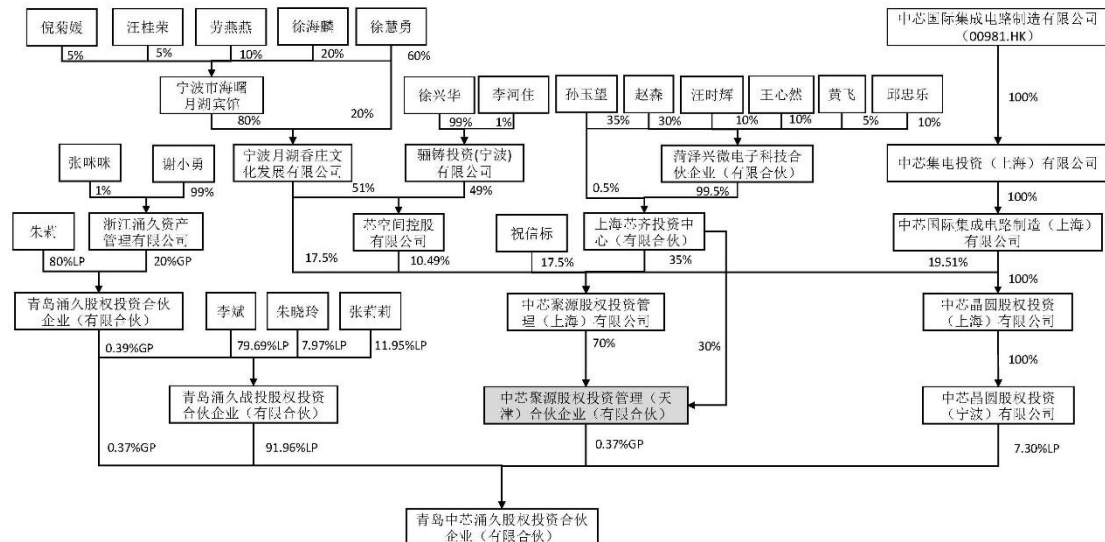 倪菊媛
汪桂荣
劳燕燕
徐海麟
徐慧勇
中芯国际集成电路制造有限公司
（00981.HK）
5%
5%
10%
20%
60%
宁波市海曙
月湖宾馆
徐兴华
李河住
孙玉望
赵森
汪时辉
王心然
黄飞
邱忠乐
100%
80%
20%
99%
1%
35%
30%
10%
10%
5%
10%
张咪咪
谢小勇
宁波月湖香庄文
化发展有限公司
骊铸投资(宁波)
有限公司
菏泽兴微电子科技合
伙企业（有限合伙）
中芯集电投资（上海）有限公司
1%
99%
51%
49%
0.5%
99.5%
100%
朱莉
浙江涌久资产
管理有限公司
芯空间控股
有限公司
祝信标
上海芯齐投资中
心（有限合伙）
中芯国际集成电路制造（上海）
有限公司
80%LP
20%GP
17.5%
10.49%
17.5%
35%
19.51%
100%
青岛涌久股权投资合伙
企业（有限合伙）
李斌
朱晓玲
张莉莉
中芯聚源股权投资管
理（上海）有限公司
中芯晶圆股权投资
（上海）有限公司
0.39%GP
79.69%LP
7.97%LP
11.95%LP
70%
30%
100%
青岛涌久战投股权投资
合伙企业（有限合伙）
中芯聚源股权投资管理（天
津）合伙企业（有限合伙）
中芯晶圆股权投资
（宁波）有限公司
0.37%GP
91.96%LP
0.37%GP
7.30%LP
青岛中芯涌久股权投资合伙
企业（有限合伙）